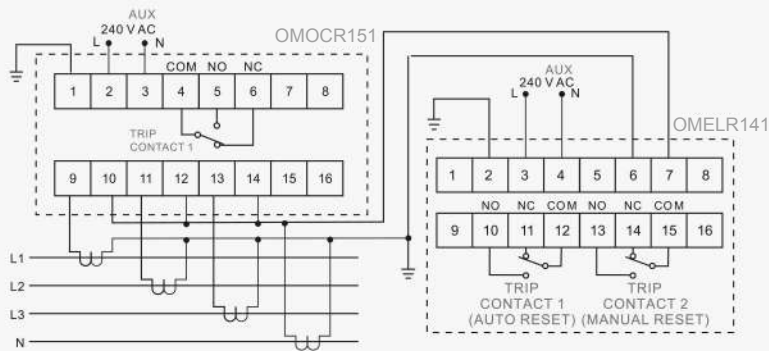 AUX
240 V AC
L N
OMOCR151
COM NO NC
1 2 3 4 5 6 7 8
TRIP
CONTACT 1
9 10 11 12 13 14 15 16
L1
L2
L3
N
AUX
240 V AC
L N
OMELR141
1 2 3 4 5 6 7 8
NO NC COM NO NC COM
9 10 11 12 13 14 15 16
TRIP TRIP
CONTACT 1 CONTACT 2
(AUTO RESET) (MANUAL RESET)